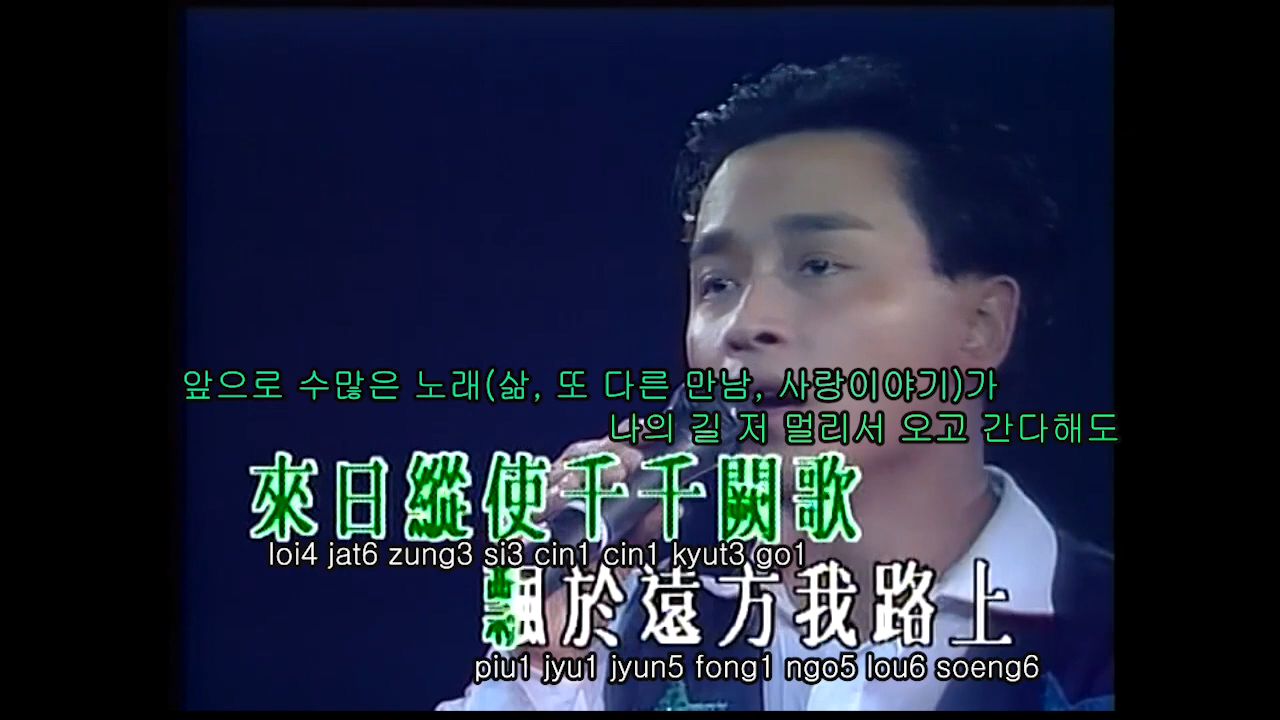 앞으로 수많은 노래(삶, 또 다른 만남, 사랑이야기)가
나의 길 저 멀리서 오고 간다해도
來日縱使千千闕歌
loi4 jat6 zung3 si3 cin1 cin1 kyut3 go1
飄於遠方我路上
piu1 jyu1 jyun5 fong1 ngo5 lou6 soeng6